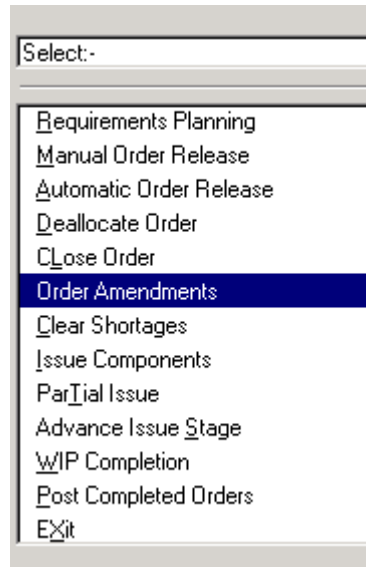 Select:-
Requirements Planning
Manual Order Release
Automatic Order Release
Deallocate Order
CLose Order
Order Amendments
Clear Shortages
Issue Components
ParTial Issue
Advance Issue Stage
WIP Completion
Post Completed Orders
EXit